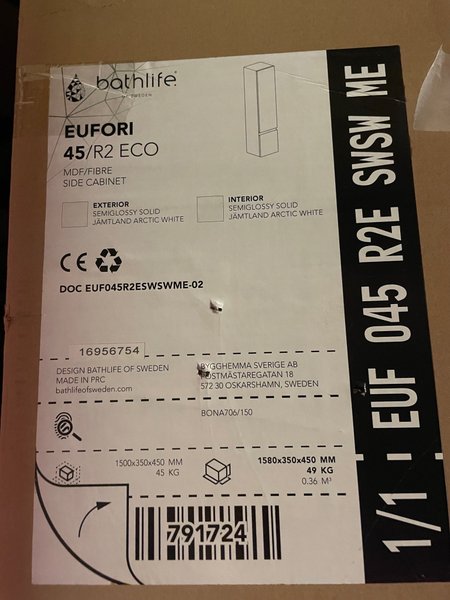 bathlife.
OF SWEDEN
EUFORI
45/R2 ECO
MDF/FIBRE
SIDE CABINET
EXTERIOR
SEMIGLOSSY SOLID
JÄMTLAND ARCTIC WHITE
INTERIOR
SEMIGLOSSY SOLID
JÄMTLAND ARCTIC WHITE
CE
DOC EUF045R2ESWSWME-02
16956754
DESIGN BATHLIFE OF SWEDEN
MADE IN PRC
bathlifeofsweden.com
BYGGHEMMA SVERIGE AB
POSTMÄSTAREGATAN 18
572 30 OSKARSHAMN, SWEDEN
BONA706/150
1500x350x450 MM
45 KG
1580x350x450 MM
49 KG
0.36 M³
791724
1/1 I EUF 045 R2E SWSW ME